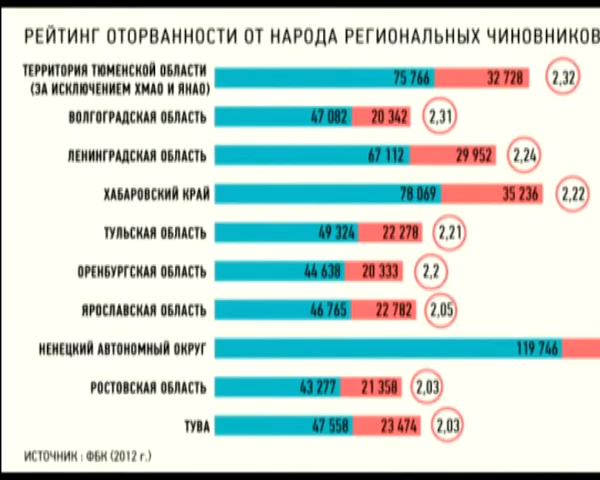 РЕЙТИНГ ОТОРВАННОСТИ ОТ НАРОДА РЕГИОНАЛЬНЫХ ЧИНОВНИКОВ
ТЕРРИТОРИЯ ТЮМЕНСКОЙ ОБЛАСТИ
(ЗА ИСКЛЮЧЕНИЕМ ХМАО И ЯНАО)
75 766 32 728 2,32
ВОЛГОГРАДСКАЯ ОБЛАСТЬ 47 082 20 342 2,31
ЛЕНИНГРАДСКАЯ ОБЛАСТЬ 67 112 29 952 2,24
ХАБАРОВСКИЙ КРАЙ 78 069 35 236 2,22
ТУЛЬСКАЯ ОБЛАСТЬ 49 324 22 278 2,21
ОРЕНБУРГСКАЯ ОБЛАСТЬ 44 638 20 333 2,2
ЯРОСЛАВСКАЯ ОБЛАСТЬ 46 765 22 782 2,05
НЕНЕЦКИЙ АВТОНОМНЫЙ ОКРУГ 119 746
РОСТОВСКАЯ ОБЛАСТЬ 43 277 21 358 2,03
ТУВА 47 558 23 474 2,03
ИСТОЧНИК : ФБК (2012 г.)